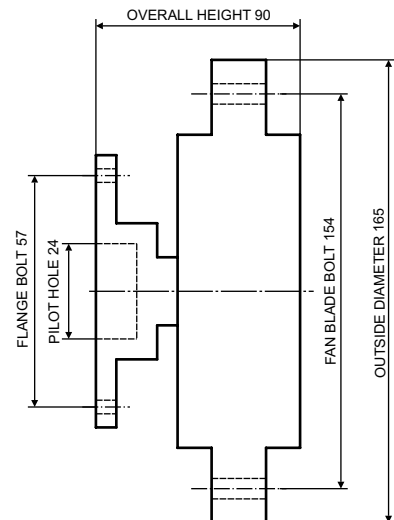 OVERALL HEIGHT 90
FLANGE BOLT 57
PILOT HOLE 24
FAN BLADE BOLT 154
OUTSIDE DIAMETER 165